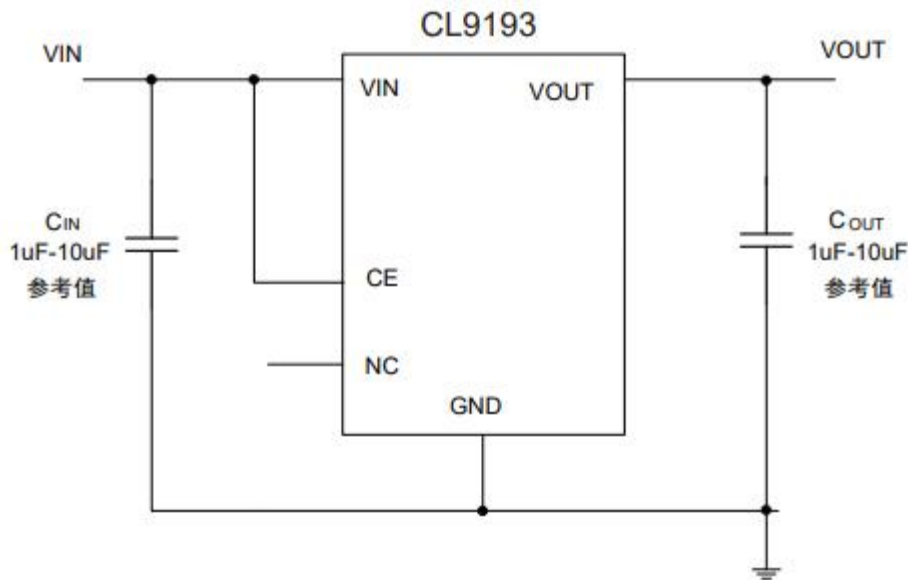 CL9193
VIN
VOUT
VIN
VOUT
CIN
1uF-10uF
参考值
COUT
1uF-10uF
参考值
CE
NC
GND